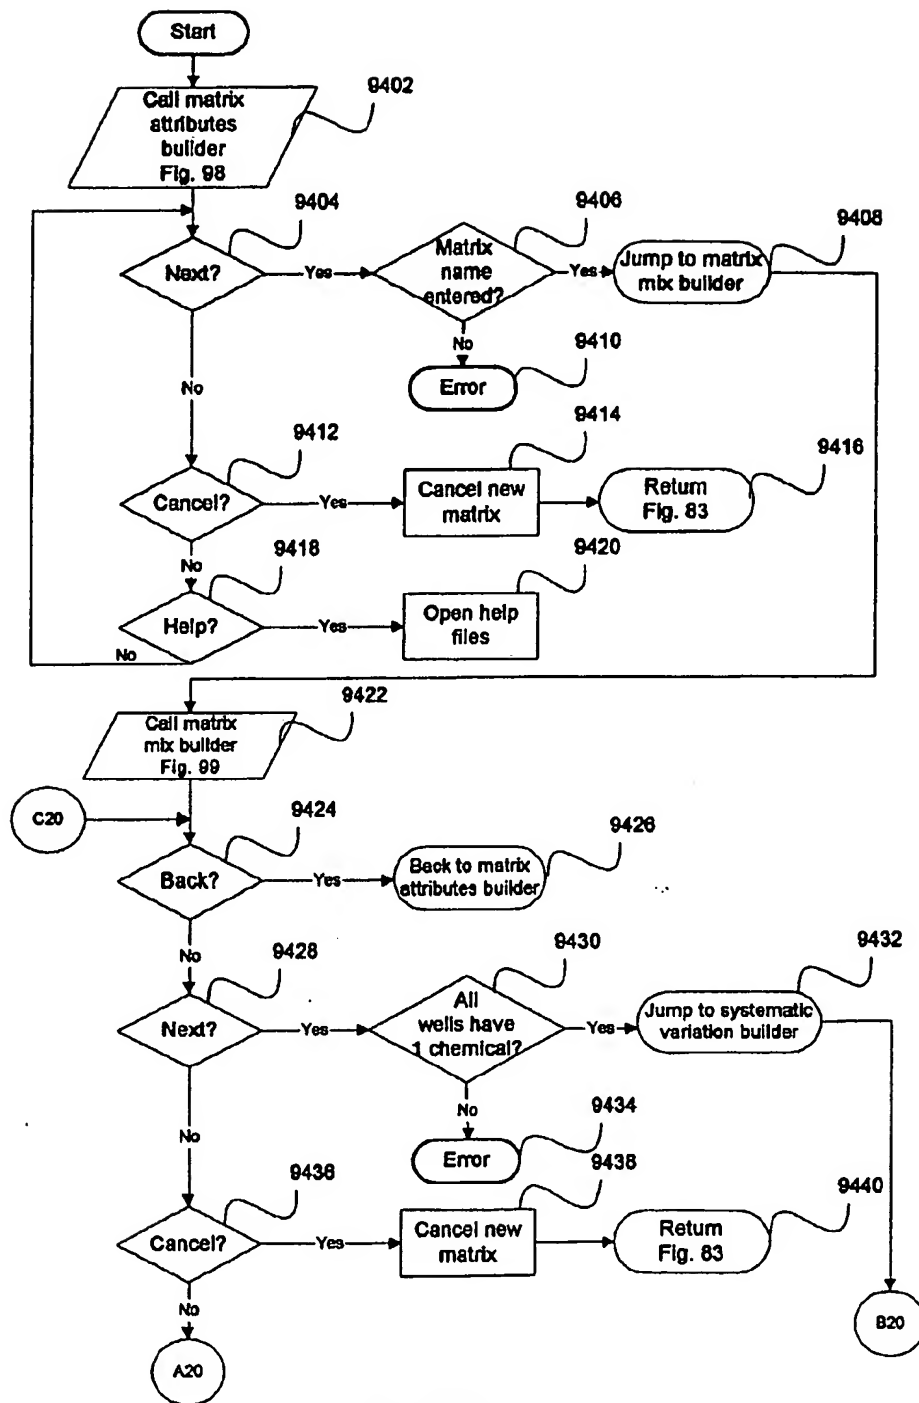 Start
Call matrix
attributes
builder
Fig. 98
9402
9404
Next?
Yes
9406
Matrix
name
entered?
Yes
9408
Jump to matrix
mix builder
No
9410
Error
No
9412
Cancel?
Yes
9414
Cancel new
matrix
9416
Return
Fig. 83
No
9418
Help?
Yes
9420
Open help
files
No
9422
Call matrix
mix builder
Fig. 99
C20
9424
Back?
Yes
9426
Back to matrix
attributes builder
No
9428
Next?
Yes
9430
All
wells have
1 chemical?
Yes
9432
Jump to systematic
variation builder
No
9434
Error
No
9436
Cancel?
Yes
9438
Cancel new
matrix
9440
Return
Fig. 83
No
A20
B20